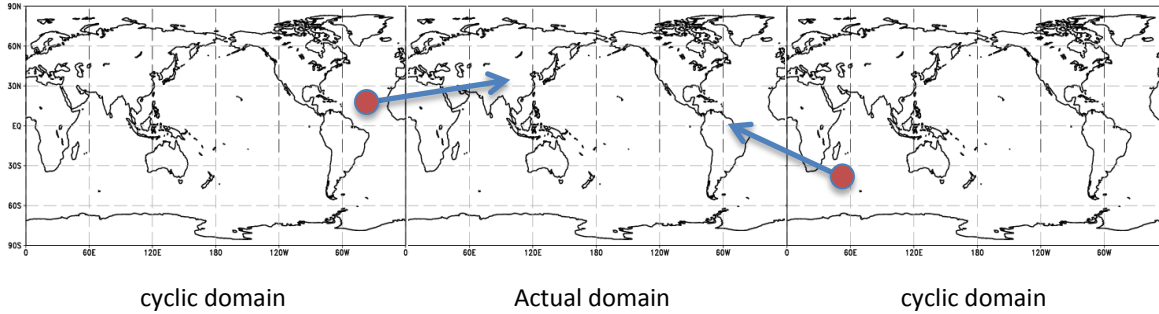 90N
60N
30N
EQ
30S
60S
90S
0 60E 120E 180 120W 60W 0 60E 120E 180 120W 60W 0 60E 120E 180 120W 60W
cyclic domain Actual domain cyclic domain